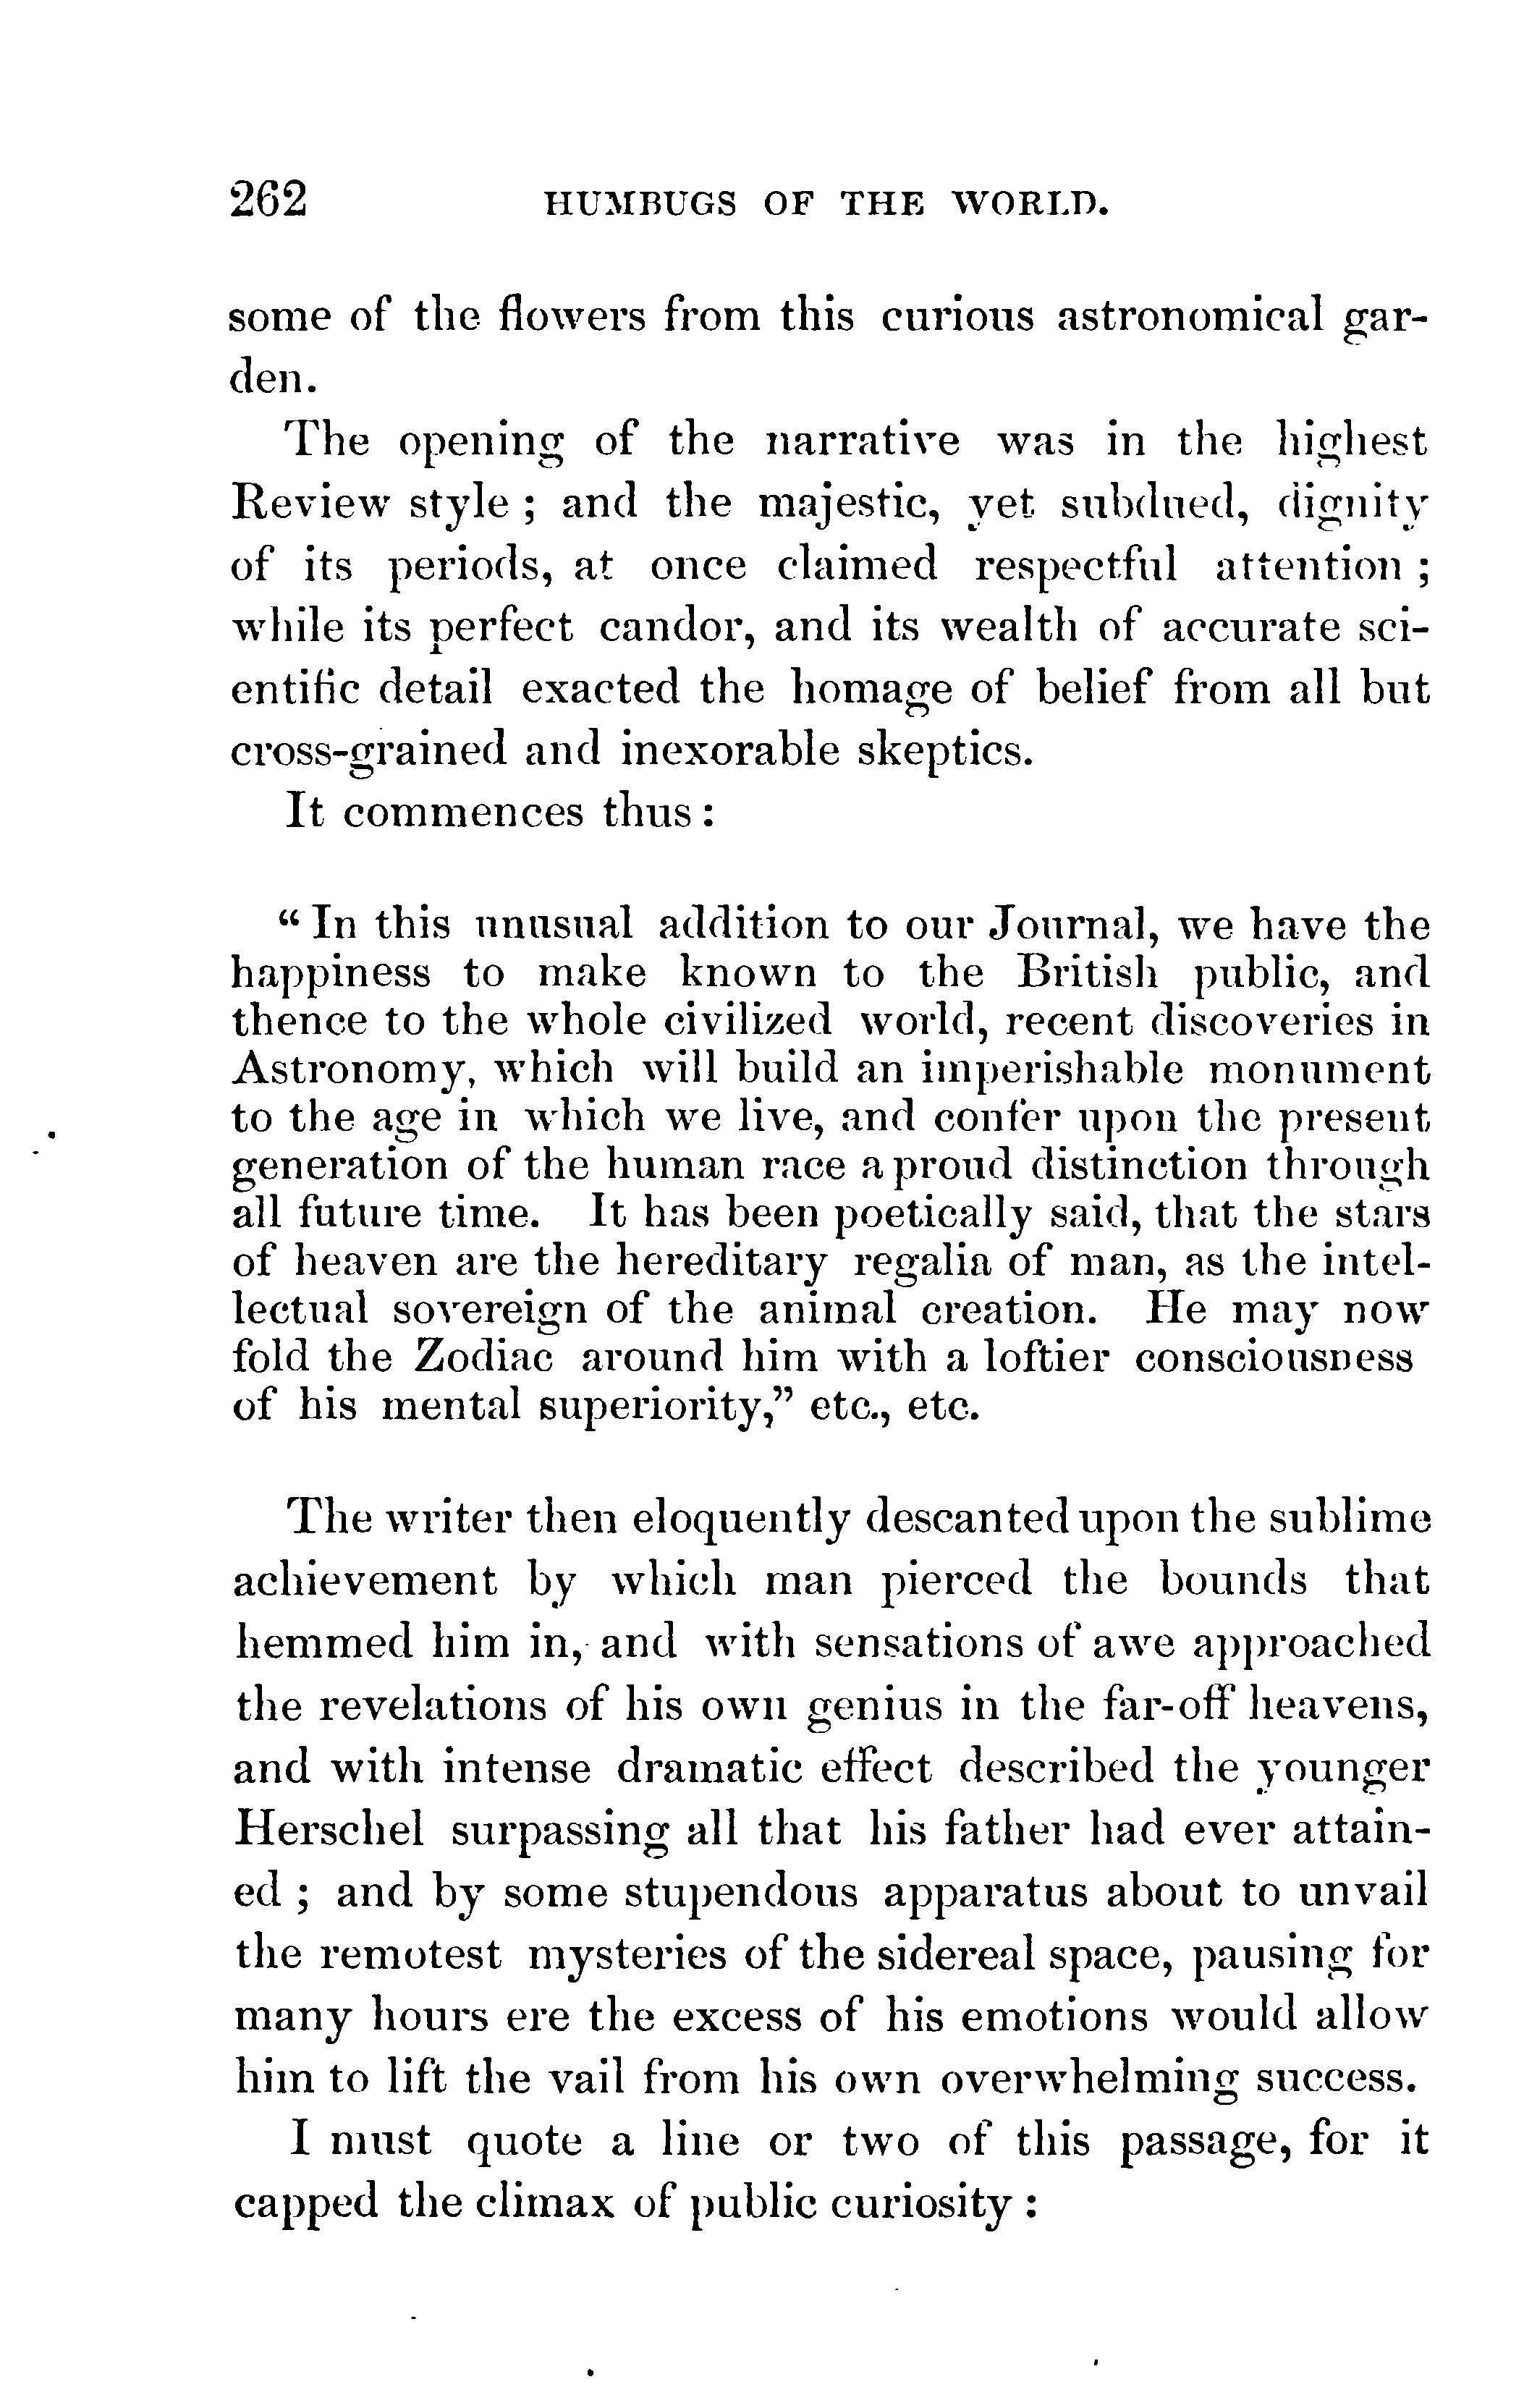 262 HUMBUGS OF THE WORLD.
some of the flowers from this curious astronomical gar-
den.
The opening of the narrative was in the highest
Review style ; and the majestic, yet subdued, dignity
of its periods, at once claimed respectful attention ;
while its perfect candor, and its wealth of accurate sci-
entific detail exacted the homage of belief from all but
cross-grained and inexorable skeptics.
It commences thus :
“ In this unusual addition to our Journal, we have the
happiness to make known to the British public, and
thence to the whole civilized world, recent discoveries in
Astronomy, which will build an imperishable monument
to the age in which we live, and confer upon the present
generation of the human race a proud distinction through
all future time. It has been poetically said, that the stars
of heaven are the hereditary regalia of man, as the intel-
lectual sovereign of the animal creation. He may now
fold the Zodiac around him with a loftier consciousness
of his mental superiority,” etc., etc.
The writer then eloquently descanted upon the sublime
achievement by which man pierced the bounds that
hemmed him in, and with sensations of awe approached
the revelations of his own genius in the far-off heavens,
and with intense dramatic effect described the younger
Herschel surpassing all that his father had ever attain-
ed ; and by some stupendous apparatus about to unvail
the remotest mysteries of the sidereal space, pausing for
many hours ere the excess of his emotions would allow
him to lift the vail from his own overwhelming success.
I must quote a line or two of this passage, for it
capped the climax of public curiosity :